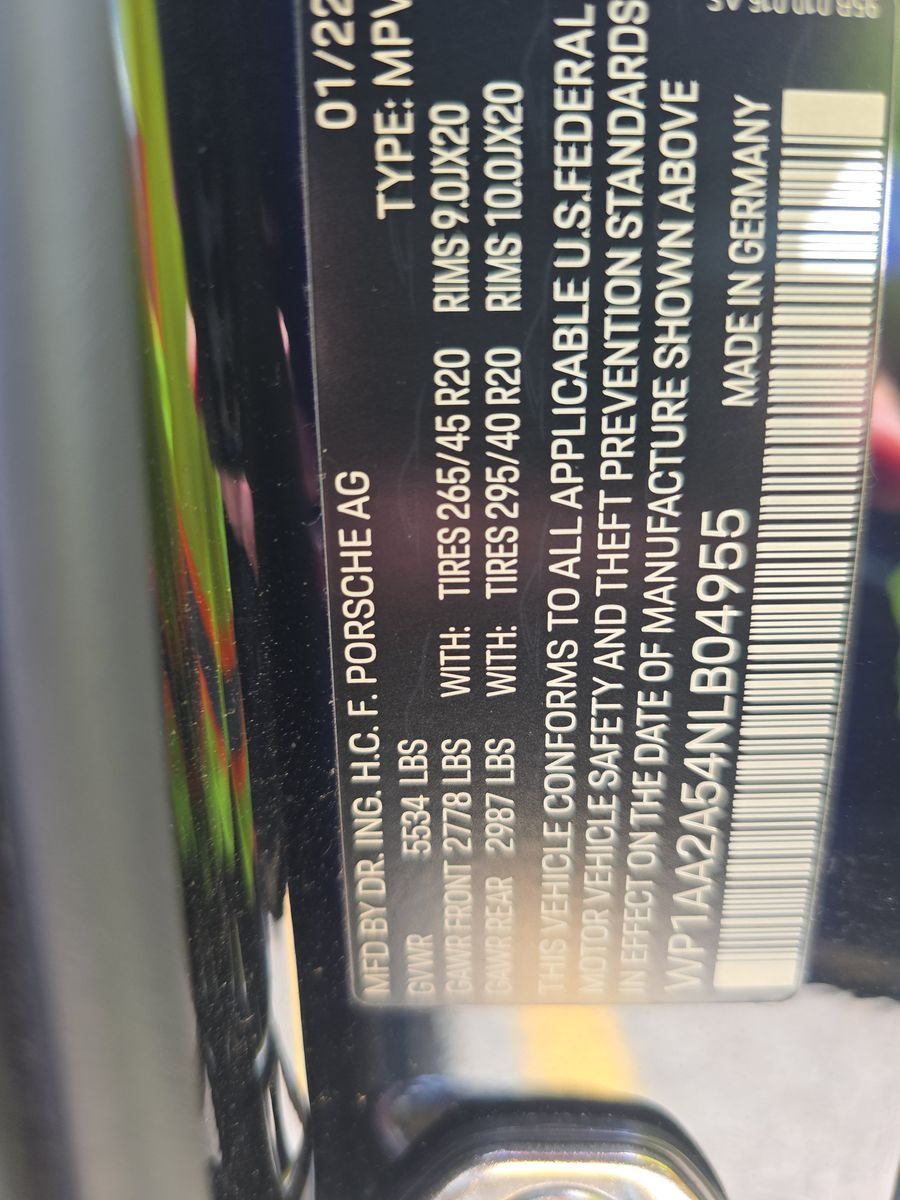 MFD BY DR. ING. H.C. F. PORSCHE AG 01/22
GVWR 5534 LBS TYPE: MPV
GAWR FRONT 2778 LBS WITH: TIRES 265/45 R20 RIMS 9.0JX20
GAWR REAR 2987 LBS WITH: TIRES 295/40 R20 RIMS 10.0JX20
THIS VEHICLE CONFORMS TO ALL APPLICABLE U.S.FEDERAL
MOTOR VEHICLE SAFETY AND THEFT PREVENTION STANDARDS
IN EFFECT ON THE DATE OF MANUFACTURE SHOWN ABOVE
WP1AA2A54NLB04955 MADE IN GERMANY